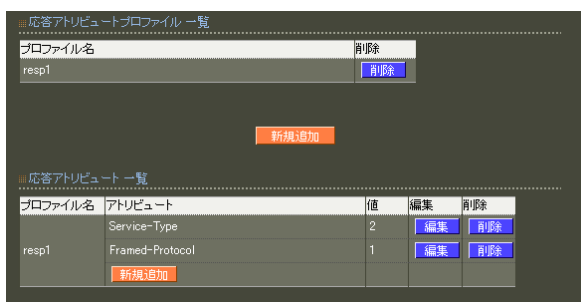 応答アトリビュートプロファイル 一覧
プロファイル名 削除
resp1 削除
新規追加
応答アトリビュート 一覧
プロファイル名 アトリビュート 値 編集 削除
Service-Type 2 編集 削除
resp1 Framed-Protocol 1 編集 削除
新規追加